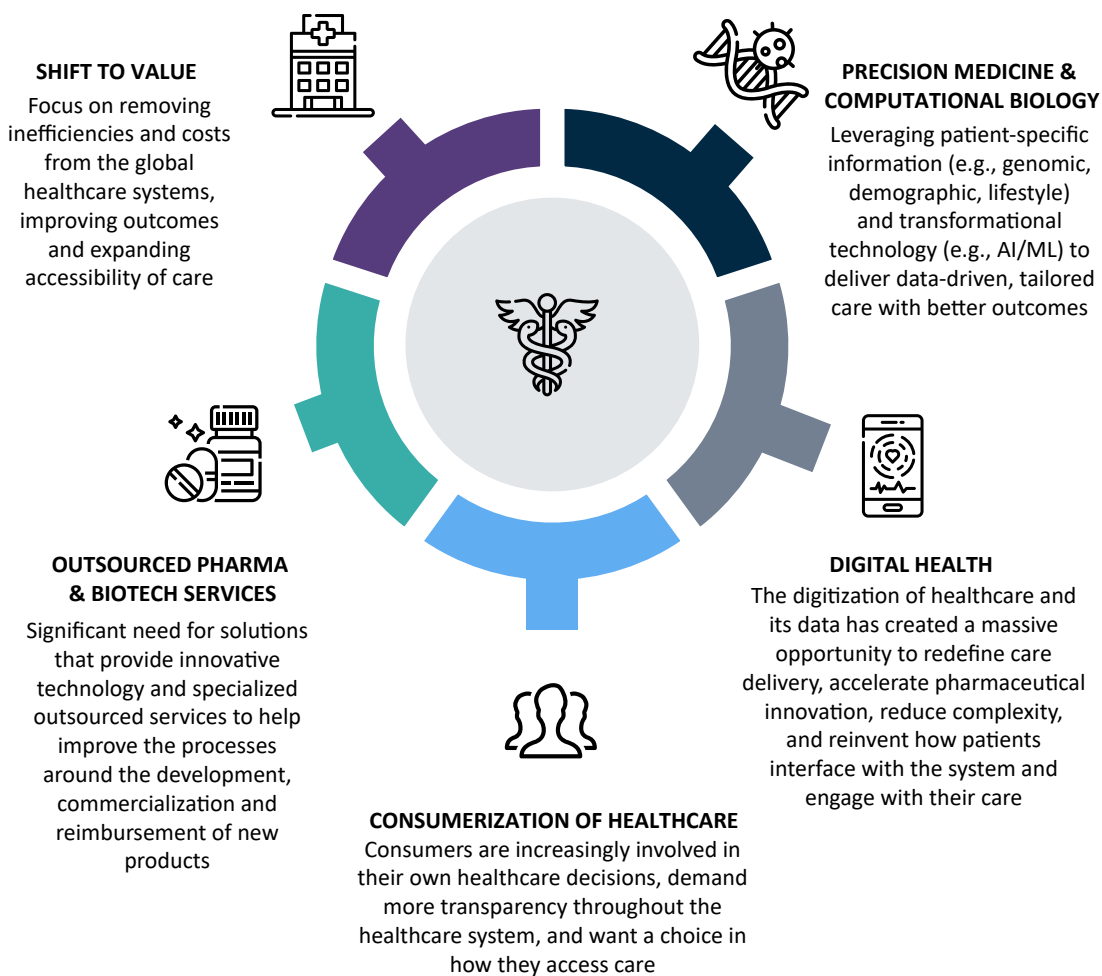 SHIFT TO VALUE
Focus on removing
inefficiencies and costs
from the global
healthcare systems,
improving outcomes
and expanding
accessibility of care
PRECISION MEDICINE &
COMPUTATIONAL BIOLOGY
Leveraging patient-specific
information (e.g., genomic,
demographic, lifestyle)
and transformational
technology (e.g., AI/ML) to
deliver data-driven, tailored
care with better outcomes
OUTSOURCED PHARMA
& BIOTECH SERVICES
Significant need for solutions
that provide innovative
technology and specialized
outsourced services to help
improve the processes
around the development,
commercialization and
reimbursement of new
products
DIGITAL HEALTH
The digitization of healthcare and
its data has created a massive
opportunity to redefine care
delivery, accelerate pharmaceutical
innovation, reduce complexity,
and reinvent how patients
interface with the system and
engage with their care
CONSUMERIZATION OF HEALTHCARE
Consumers are increasingly involved in
their own healthcare decisions, demand
more transparency throughout the
healthcare system, and want a choice in
how they access care